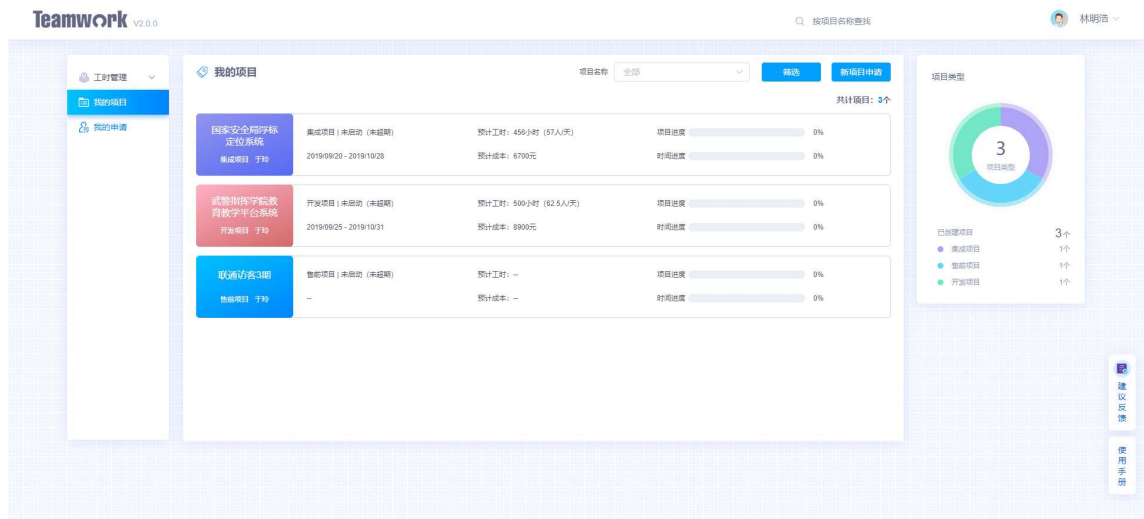 Teamwork V2.0.0
按项目名称查找
林明浩
工时管理
我的项目
我的申请
我的项目
项目名称 全部
筛选
新项目申请
共计项目：3个
国家安全局浮标
定位系统
集成项目 于玲
集成项目 | 未启动（未超期）
预计工时：456小时（57人/天）
项目进度 0%
2019/09/20 - 2019/10/28
预计成本：6700元
时间进度 0%
武警指挥学院教
育教学平台系统
开发项目 于玲
开发项目 | 未启动（未超期）
预计工时：500小时（62.5人/天）
项目进度 0%
2019/09/25 - 2019/10/31
预计成本：8900元
时间进度 0%
联通访客3期
售前项目 于玲
售前项目 | 未启动（未超期）
预计工时：--
项目进度 0%
--
预计成本：--
时间进度 0%
项目类型
3
项目类型
已创建项目 3个
集成项目 1个
售前项目 1个
开发项目 1个
建议反馈
使用手册